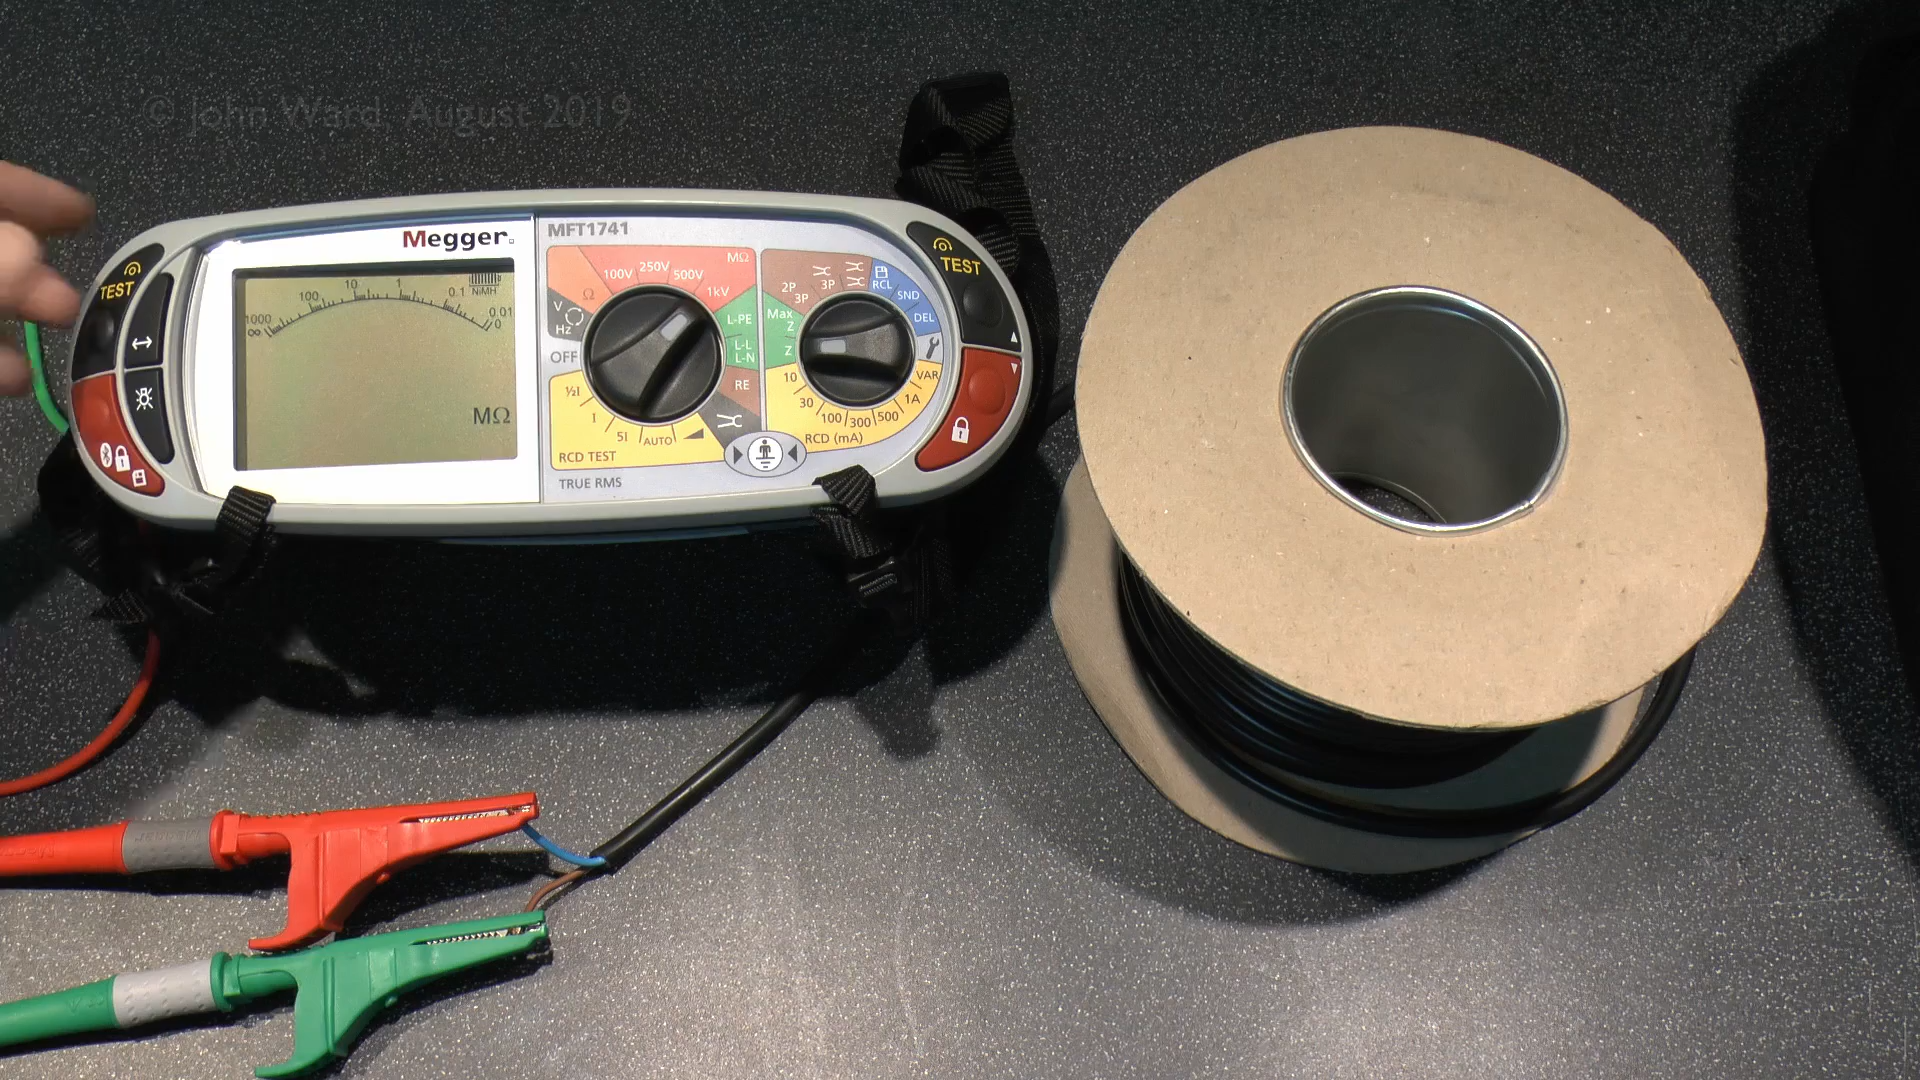 © John Ward, August 2019
Megger.
MFT1741
TEST
TEST
1000
100
10
1
0.1
0.01
∞
0
NiMH
MΩ
MΩ
100V
250V
500V
1kV
Ω
V
Hz
OFF
L-PE
L-L
L-N
RE
½I
I
5I
AUTO
RCD TEST
TRUE RMS
2P
3P
3P
RCL
SND
DEL
Max
Z
Z
10
30
100
300
500
1A
VAR
RCD (mA)